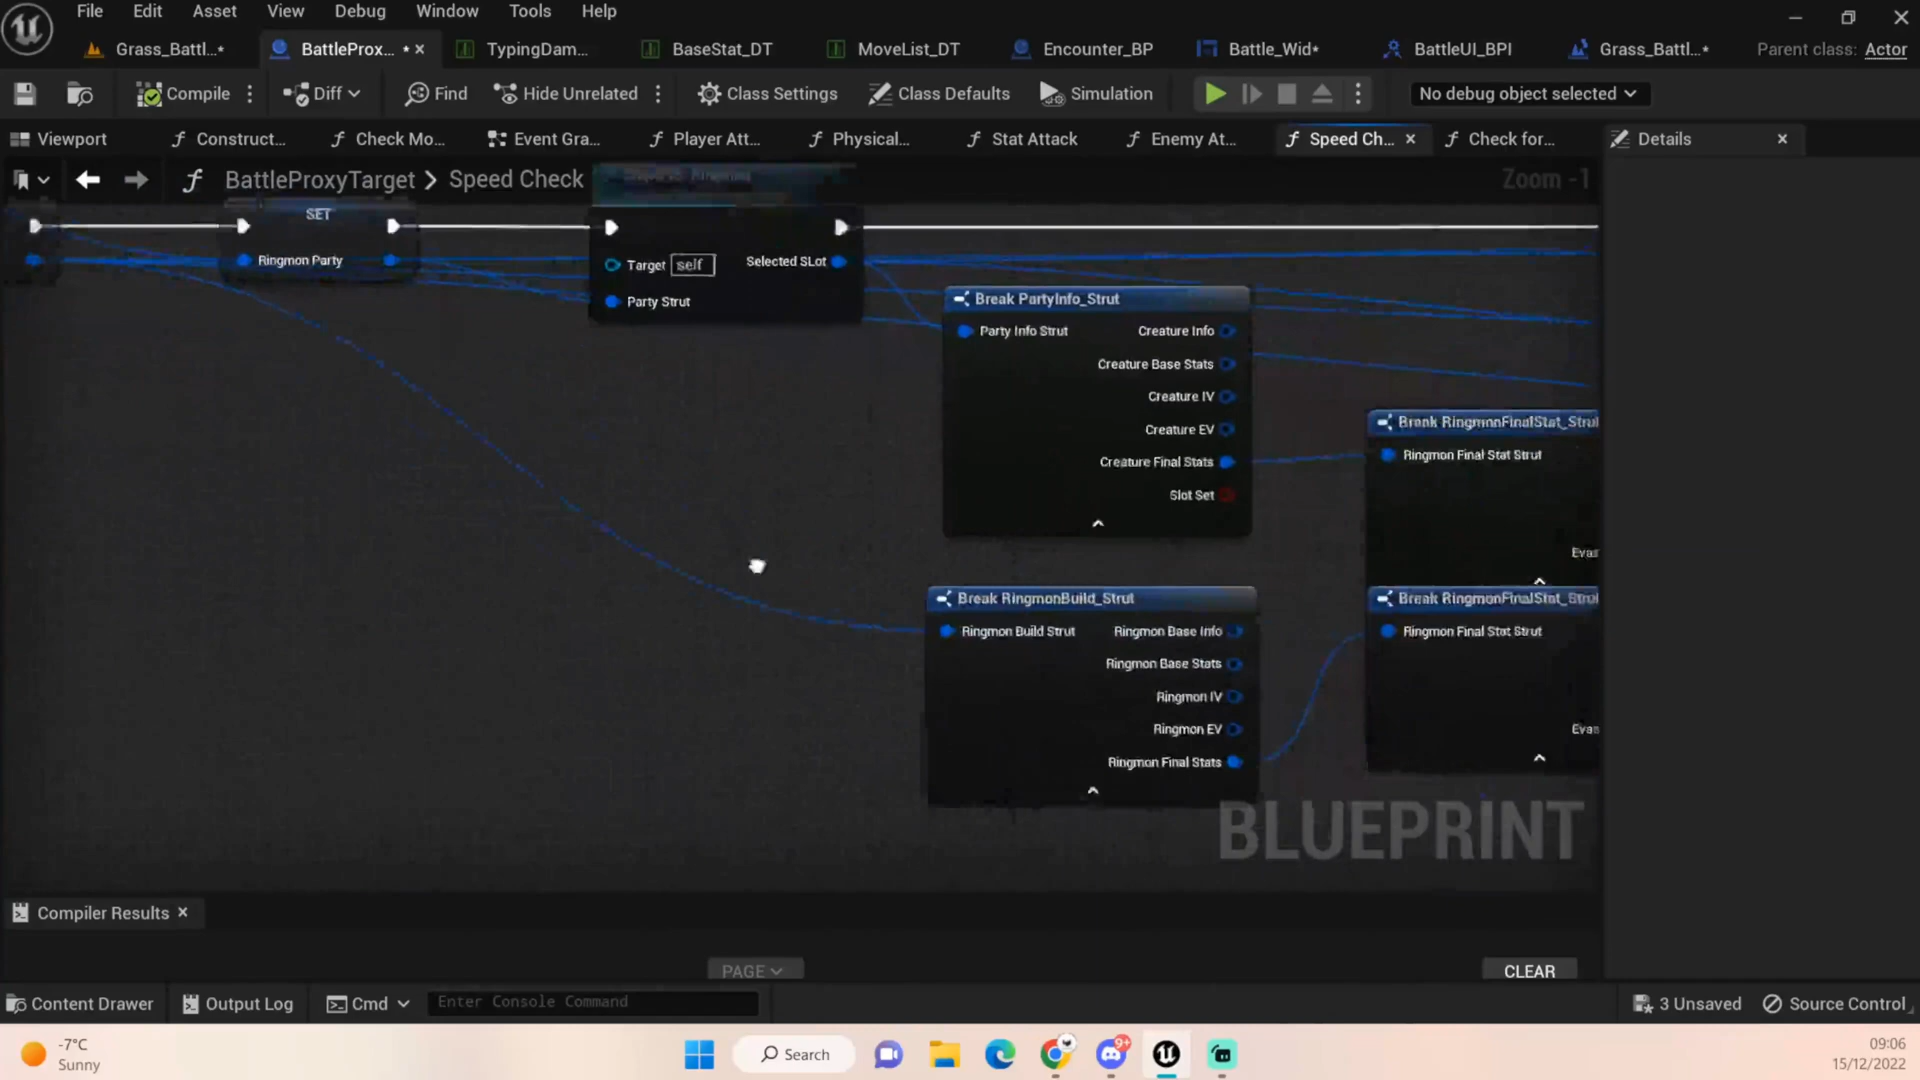 File Edit Asset View Debug Window Tools Help
Grass_Battl...* BattleProx... * TypingDam... BaseStat_DT MoveList_DT Encounter_BP Battle_Wid* BattleUI_BPI Grass_Battl...* Parent class: Actor
Compile Diff Find Hide Unrelated Class Settings Class Defaults Simulation No debug object selected
Viewport Construct... Check Mo... Event Gra... Player Att... Physical... Stat Attack Enemy At... Speed Ch... Check for... Details
BattleProxyTarget > Speed Check Zoom -1
SET
Ringmon Party
Target self Selected SLot
Party Strut
Break PartyInfo_Strut
Party Info Strut Creature Info
Creature Base Stats
Creature IV
Creature EV
Creature Final Stats
Slot Set
Break RingmonFinalStat_Strut
Ringmon Final Stat Strut
Evas
Break RingmonBuild_Strut
Ringmon Build Strut Ringmon Base Info
Ringmon Base Stats
Ringmon IV
Ringmon EV
Ringmon Final Stats
Break RingmonFinalStat_Strut
Ringmon Final Stat Strut
Evas
BLUEPRINT
Compiler Results
PAGE CLEAR
Content Drawer Output Log Cmd Enter Console Command 3 Unsaved Source Control
-7°C
Sunny
Search
9+
09:06
15/12/2022